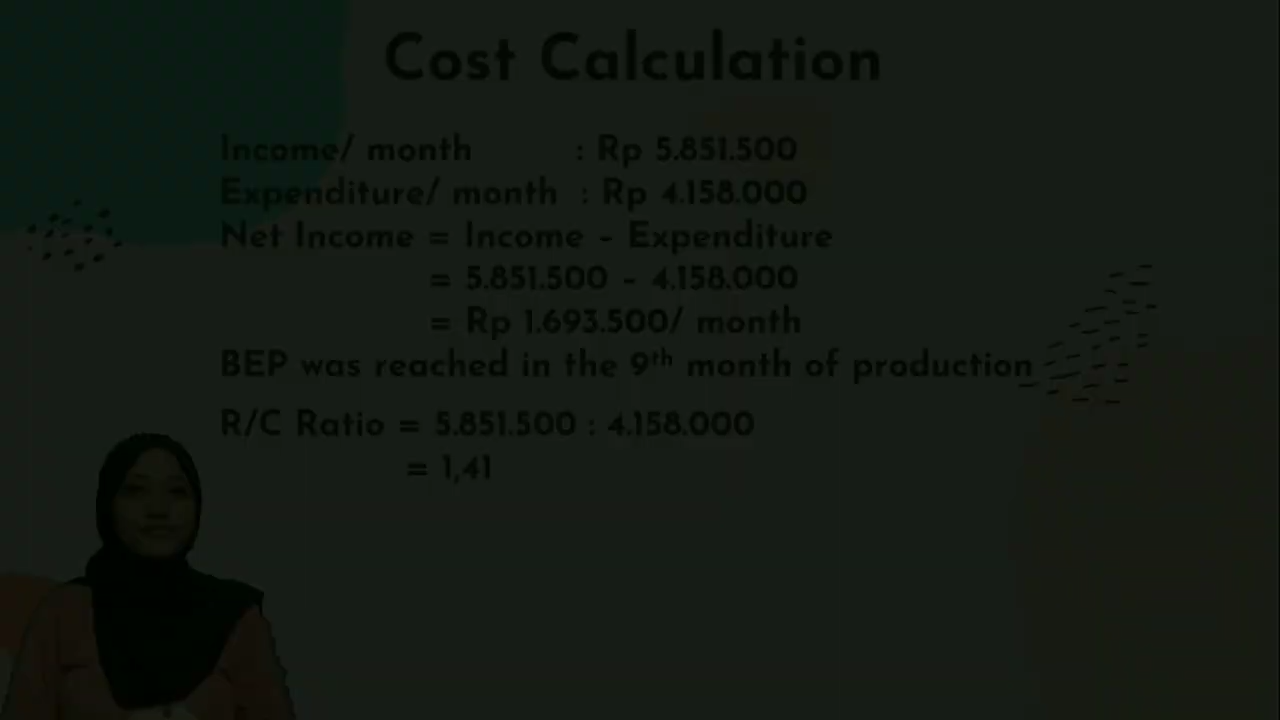 Cost Calculation
Income/ month : Rp 5.851.500
Expenditure/ month : Rp 4.158.000
Net Income = Income - Expenditure
= 5.851.500 - 4.158.000
= Rp 1.693.500/ month
BEP was reached in the 9th month of production
R/C Ratio = 5.851.500 : 4.158.000
= 1,41